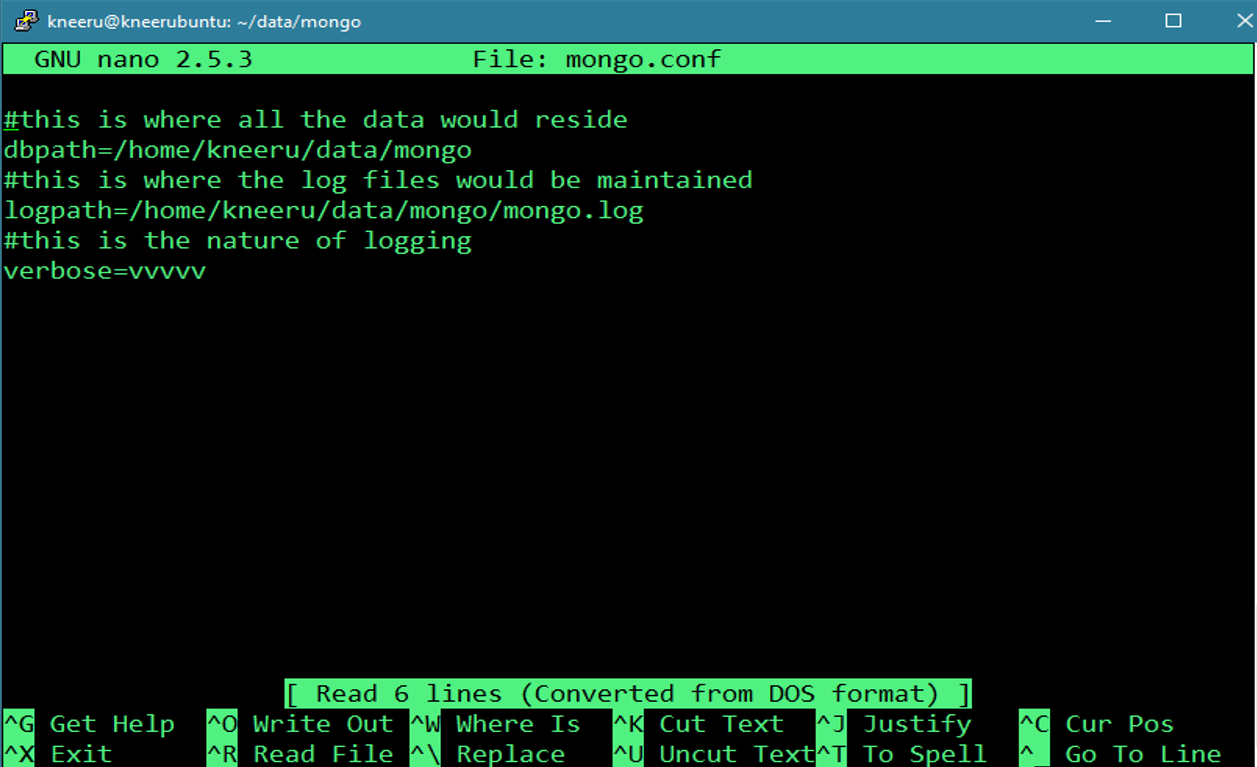 kneeru@kneerubuntu: ~/data/mongo
GNU nano 2.5.3 File: mongo.conf
#this is where all the data would reside
dbpath=/home/kneeru/data/mongo
#this is where the log files would be maintained
logpath=/home/kneeru/data/mongo/mongo.log
#this is the nature of logging
verbose=vvvvv
[ Read 6 lines (Converted from DOS format) ]
^G Get Help ^O Write Out ^W Where Is ^K Cut Text ^J Justify ^C Cur Pos
^X Exit ^R Read File ^\ Replace ^U Uncut Text^T To Spell ^_ Go To Line